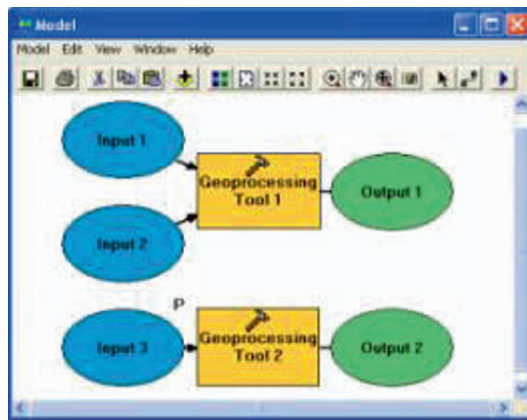 Model
Model Edit View Window Help
Input 1
Geoprocessing
Tool 1
Output 1
Input 2
P
Input 3
Geoprocessing
Tool 2
Output 2